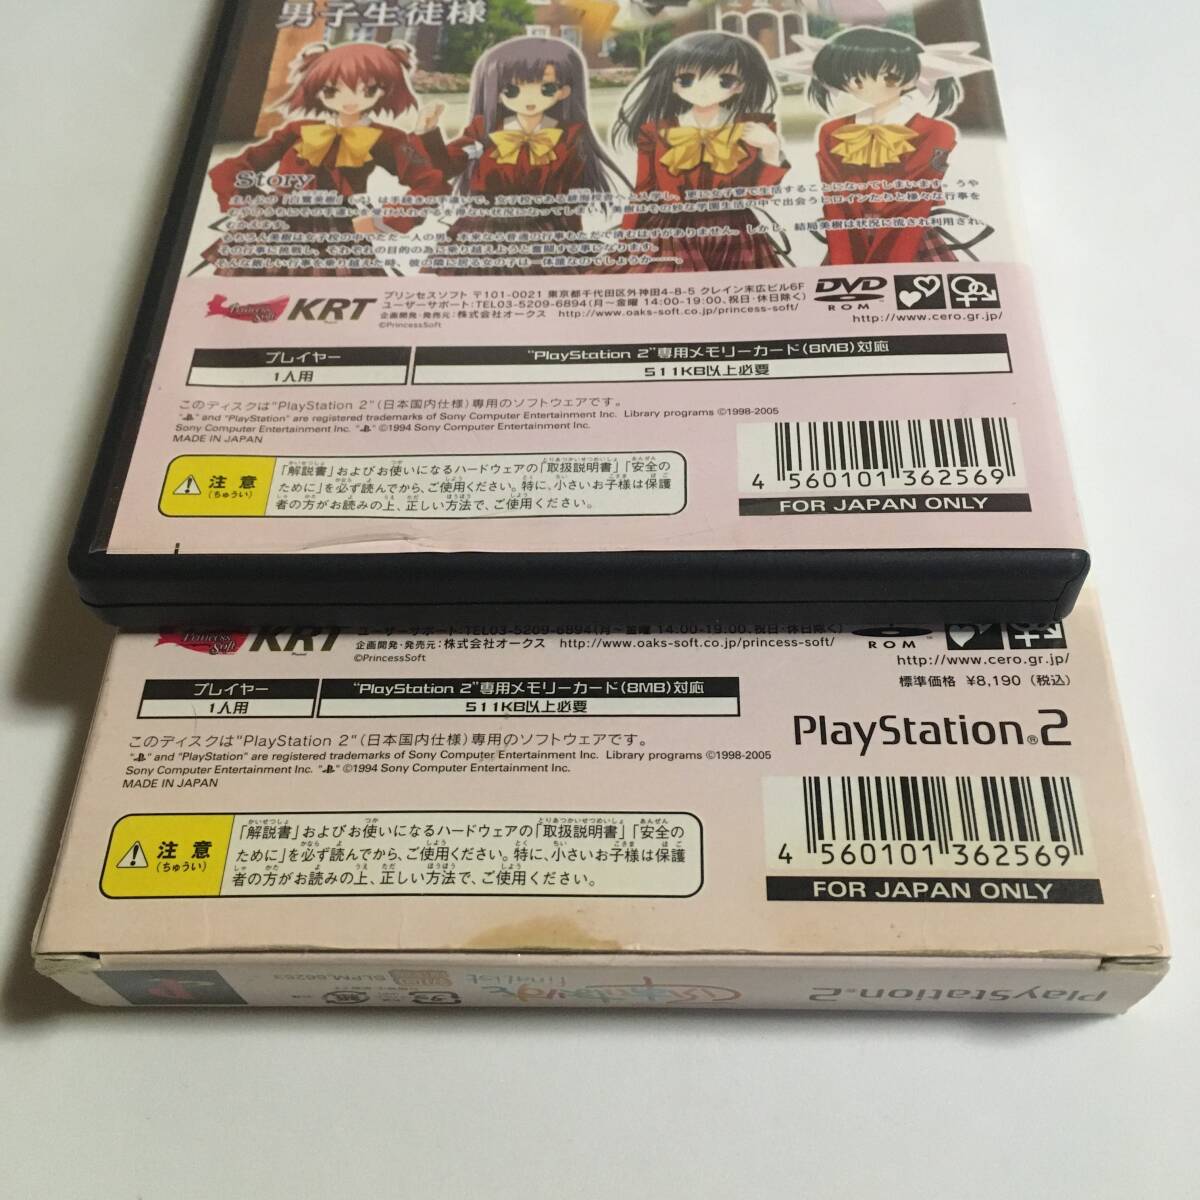 男子生徒様
Story
Princess Soft
KRT
プリンセスソフト 〒101-0021 東京都千代田区外神田4-8-5 クレイン末広ビル6F
ユーザーサポート:TEL03-5209-6894(月〜金曜 14:00-19:00、祝日・休日除く)
企画開発・発売元:株式会社オークス http://www.oaks-soft.co.jp/princess-soft/
©PrincessSoft
DVD
ROM
http://www.cero.gr.jp/
プレイヤー
1人用
"PlayStation 2"専用メモリーカード(8MB)対応
511KB以上必要
このディスクは"PlayStation 2"(日本国内仕様)専用のソフトウェアです。
" " and "PlayStation" are registered trademarks of Sony Computer Entertainment Inc. Library programs ©1998-2005
Sony Computer Entertainment Inc. " " ©1994 Sony Computer Entertainment Inc.
MADE IN JAPAN
注意
(ちゅうい)
「解説書」およびお使いになるハードウェアの「取扱説明書」「安全の
ために」を必ず読んでから、ご使用ください。特に、小さいお子様は保護
者の方がお読みの上、正しい方法で、ご使用ください。
4 560101 362569
FOR JAPAN ONLY
Princess Soft
KRT
ユーザーサポート:TEL03-5209-6894(月〜金曜 14:00-19:00、祝日・休日除く)
企画開発・発売元:株式会社オークス http://www.oaks-soft.co.jp/princess-soft/
©PrincessSoft
ROM
http://www.cero.gr.jp/
標準価格 ¥8,190 (税込)
プレイヤー
1人用
"PlayStation 2"専用メモリーカード(8MB)対応
511KB以上必要
PlayStation®2
このディスクは"PlayStation 2"(日本国内仕様)専用のソフトウェアです。
" " and "PlayStation" are registered trademarks of Sony Computer Entertainment Inc. Library programs ©1998-2005
Sony Computer Entertainment Inc. " " ©1994 Sony Computer Entertainment Inc.
MADE IN JAPAN
注意
(ちゅうい)
「解説書」およびお使いになるハードウェアの「取扱説明書」「安全の
ために」を必ず読んでから、ご使用ください。特に、小さいお子様は保護
者の方がお読みの上、正しい方法で、ご使用ください。
4 560101 362569
FOR JAPAN ONLY
PlayStation®2
Finalist
SLPM 66263